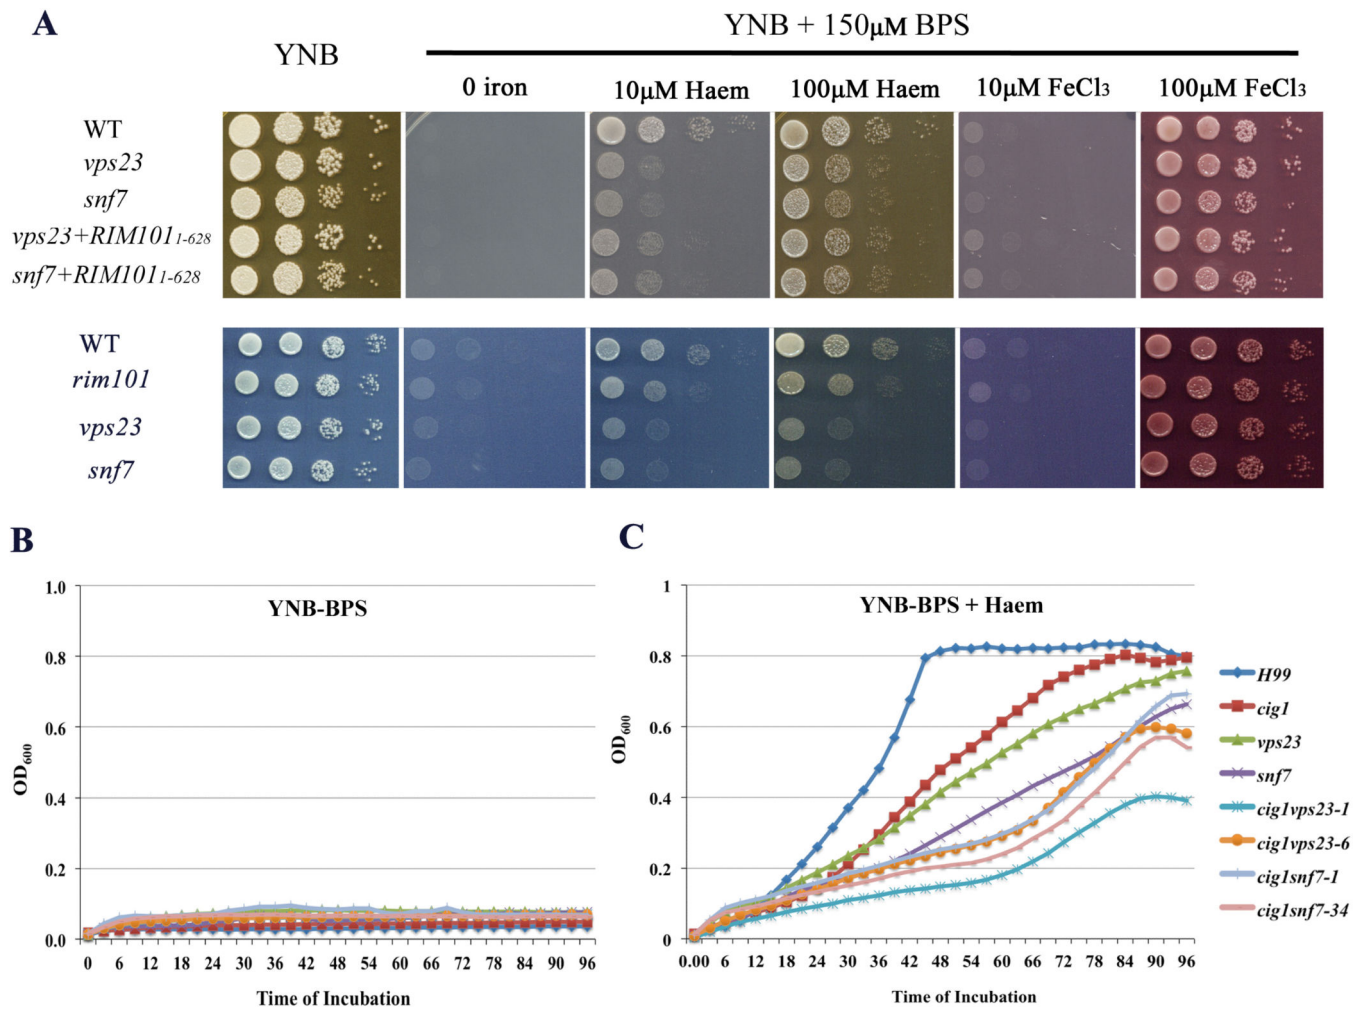 A
YNB
YNB + 150µM BPS
0 iron
10µM Haem
100µM Haem
10µM FeCl3
100µM FeCl3
WT
vps23
snf7
vps23+RIM1011-628
snf7+RIM1011-628
WT
rim101
vps23
snf7
B
YNB-BPS
OD600
1.0
0.8
0.6
0.4
0.2
0.0
0 6 12 18 24 30 36 42 48 54 60 66 72 78 84 90 96
Time of Incubation
C
YNB-BPS + Haem
OD600
1
0.8
0.6
0.4
0.2
0
0.00 6 12 18 24 30 36 42 48 54 60 66 72 78 84 90 96
Time of Incubation
H99
cig1
vps23
snf7
cig1vps23-1
cig1vps23-6
cig1snf7-1
cig1snf7-34